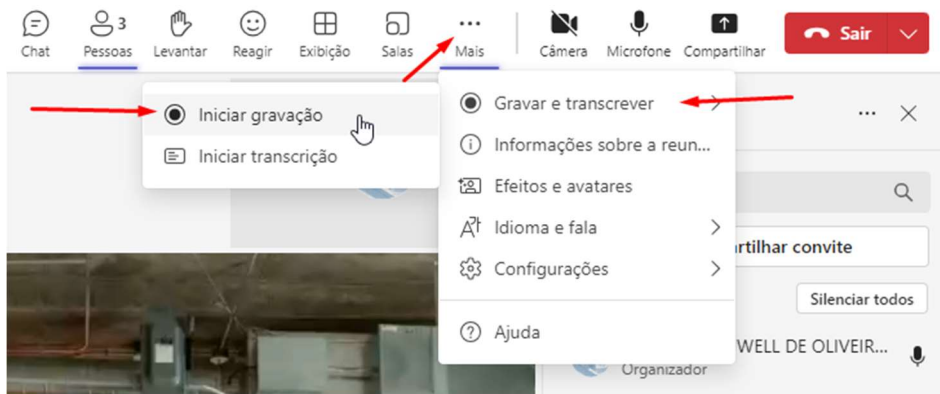 Chat
3
Pessoas
Levantar
Reagir
Exibição
Salas
Mais
Câmera
Microfone
Compartilhar
Sair
Iniciar gravação
Iniciar transcrição
Gravar e transcrever
Informações sobre a reun...
Efeitos e avatares
Idioma e fala
Configurações
Ajuda
rtilhar convite
Silenciar todos
WELL DE OLIVEIR...
Organizador